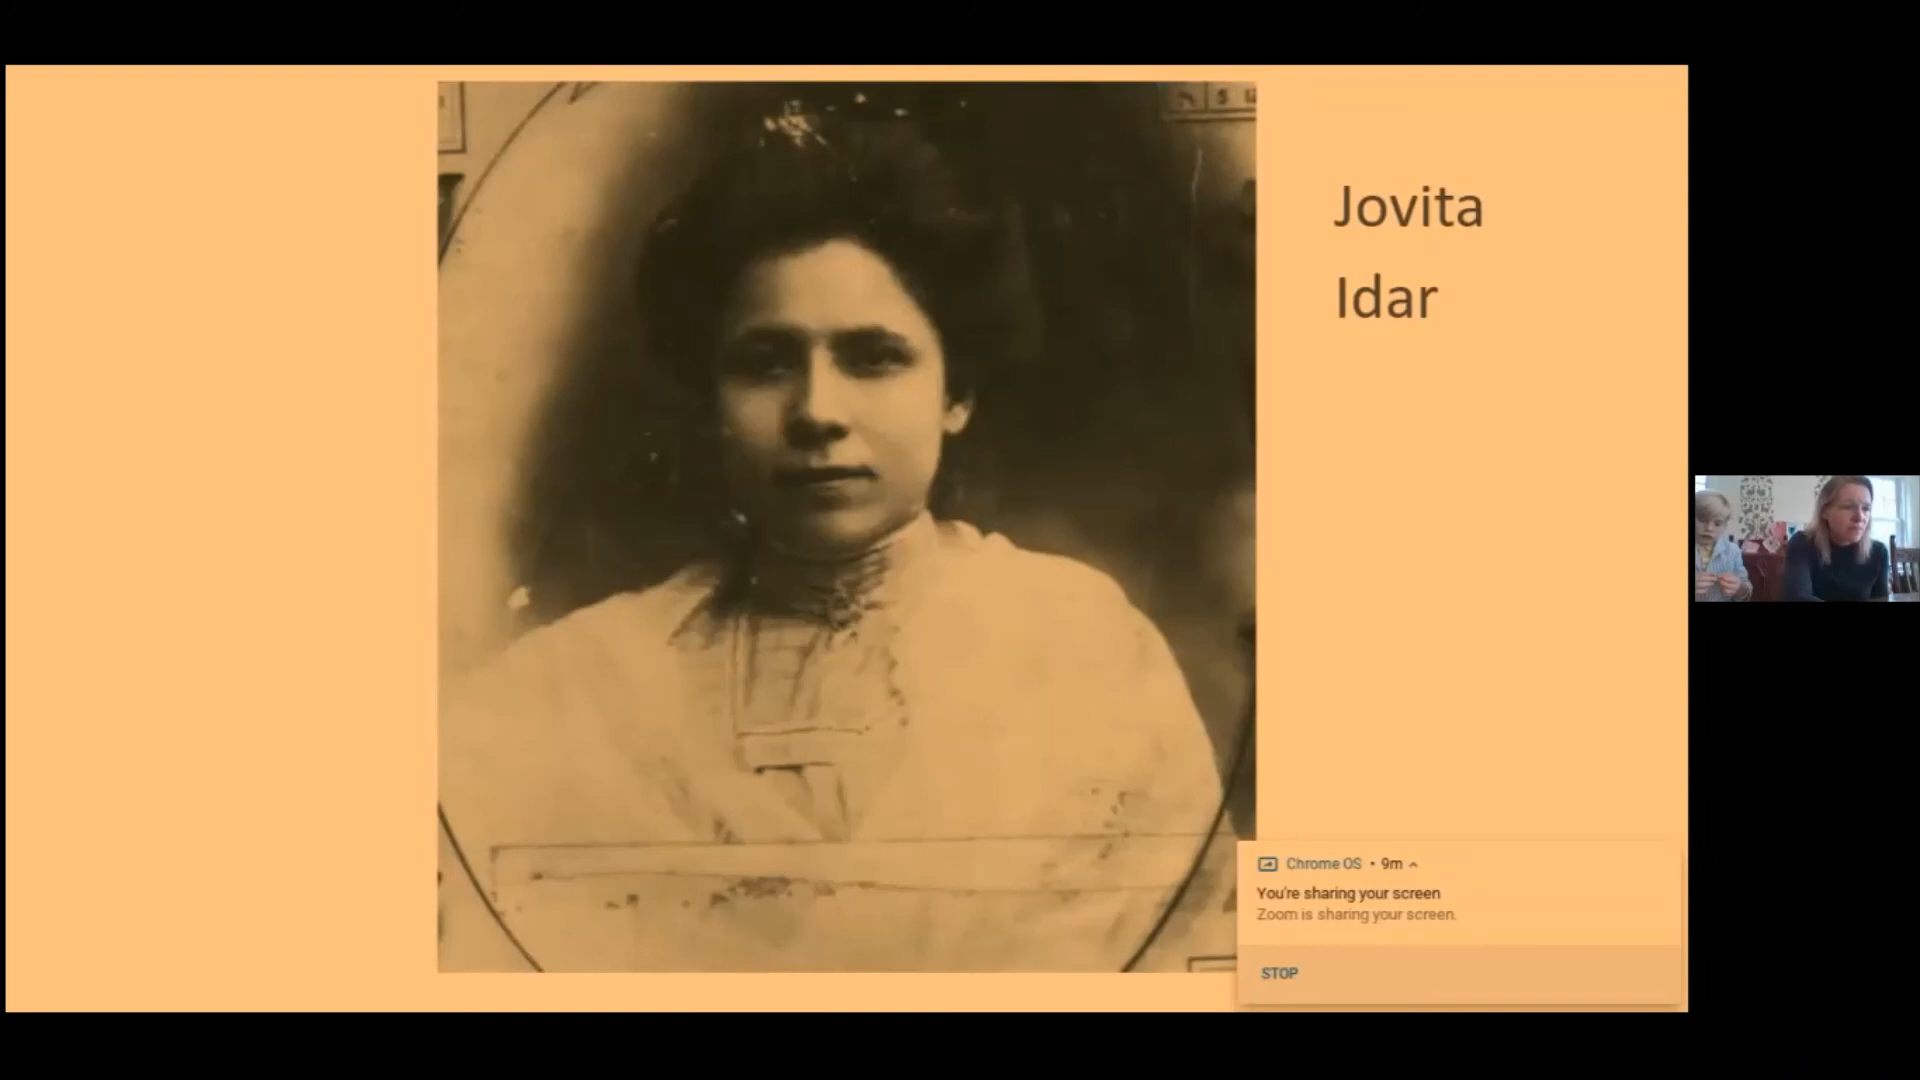 Jovita
Idar
Chrome OS • 9m
You're sharing your screen
Zoom is sharing your screen.
STOP